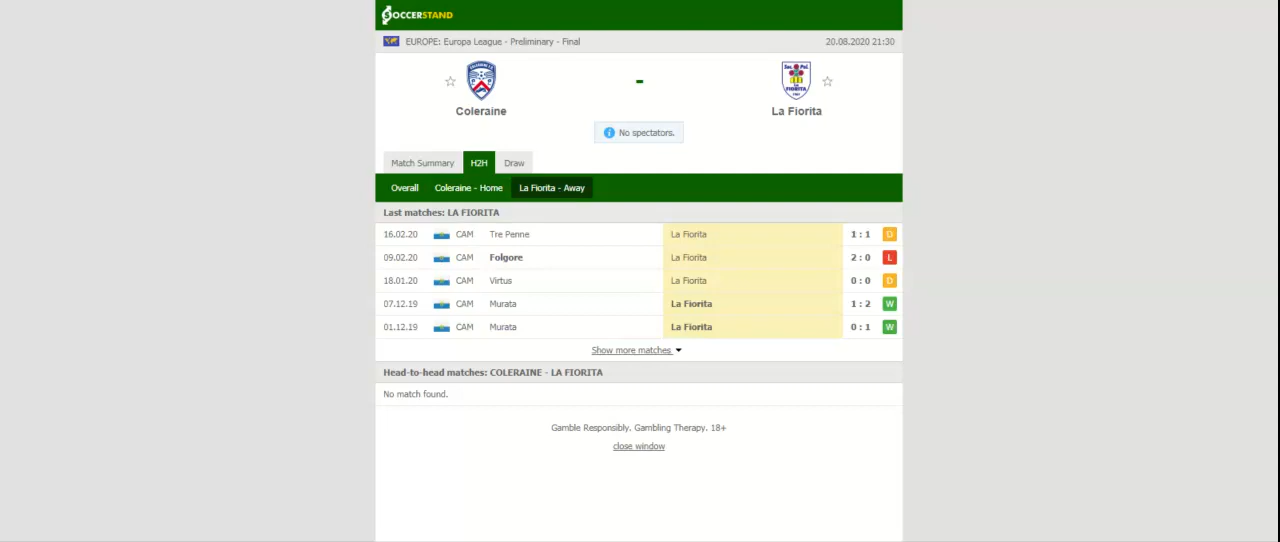 SOCCERSTAND
EUROPE: Europa League - Preliminary - Final 20.08.2020 21:30
-
Coleraine La Fiorita
No spectators.
Match Summary H2H Draw
Overall Coleraine - Home La Fiorita - Away
Last matches: LA FIORITA
16.02.20 CAM Tre Penne La Fiorita 1 : 1 D
09.02.20 CAM Folgore La Fiorita 2 : 0 L
18.01.20 CAM Virtus La Fiorita 0 : 0 D
07.12.19 CAM Murata La Fiorita 1 : 2 W
01.12.19 CAM Murata La Fiorita 0 : 1 W
Show more matches
Head-to-head matches: COLERAINE - LA FIORITA
No match found.
Gamble Responsibly. Gambling Therapy. 18+
close window